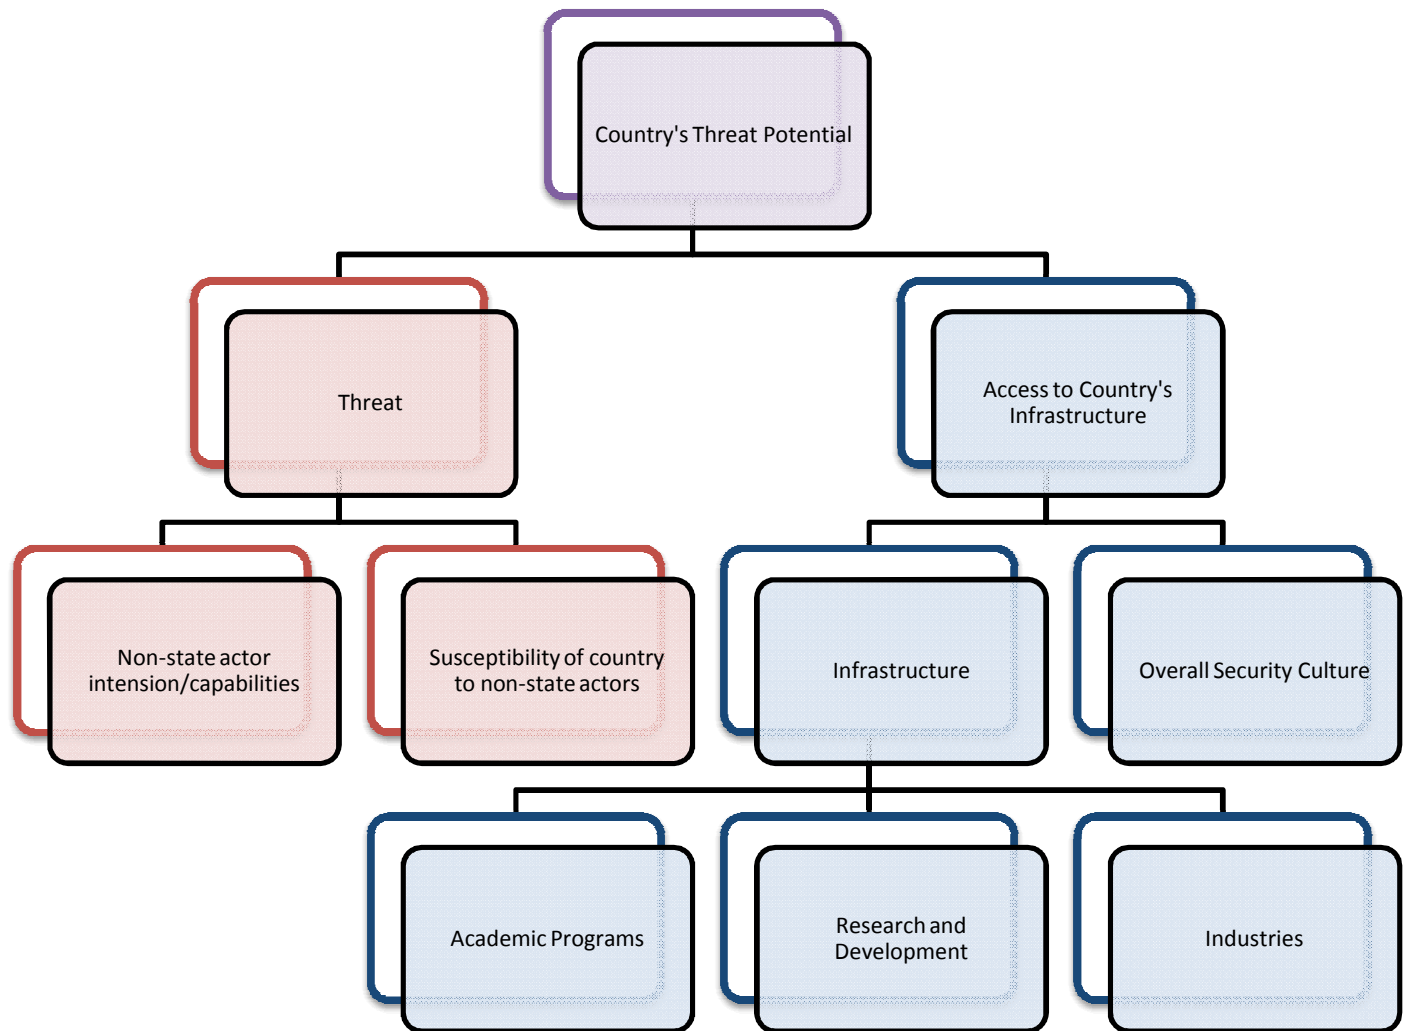 Country's Threat Potential
Threat
Access to Country's
Infrastructure
Non-state actor
intension/capabilities
Susceptibility of country
to non-state actors
Infrastructure
Overall Security Culture
Academic Programs
Research and
Development
Industries